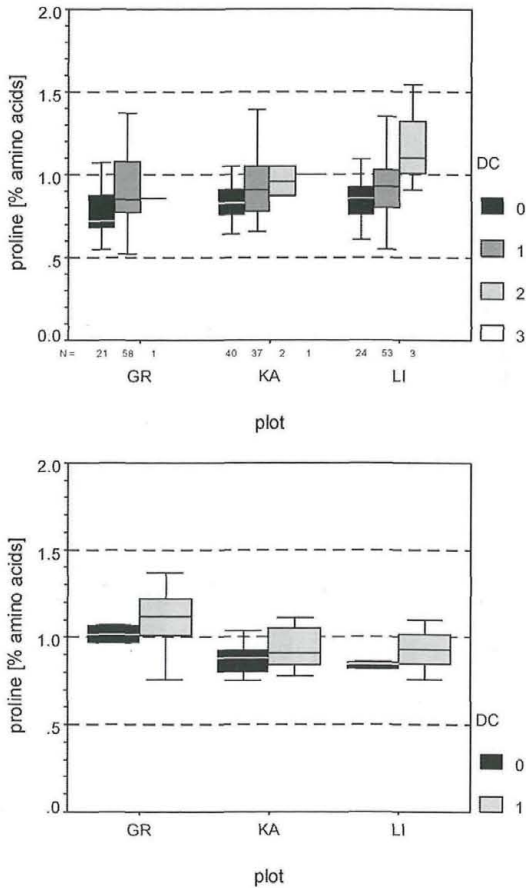 2.0
1.5
1.0
.5
0.0
proline [% amino acids]
N = 21 58 1 40 37 2 1 24 53 3
GR KA LI
plot
DC
0
1
2
3
2.0
1.5
1.0
.5
.0
proline [% amino acids]
GR KA LI
plot
DC
0
1